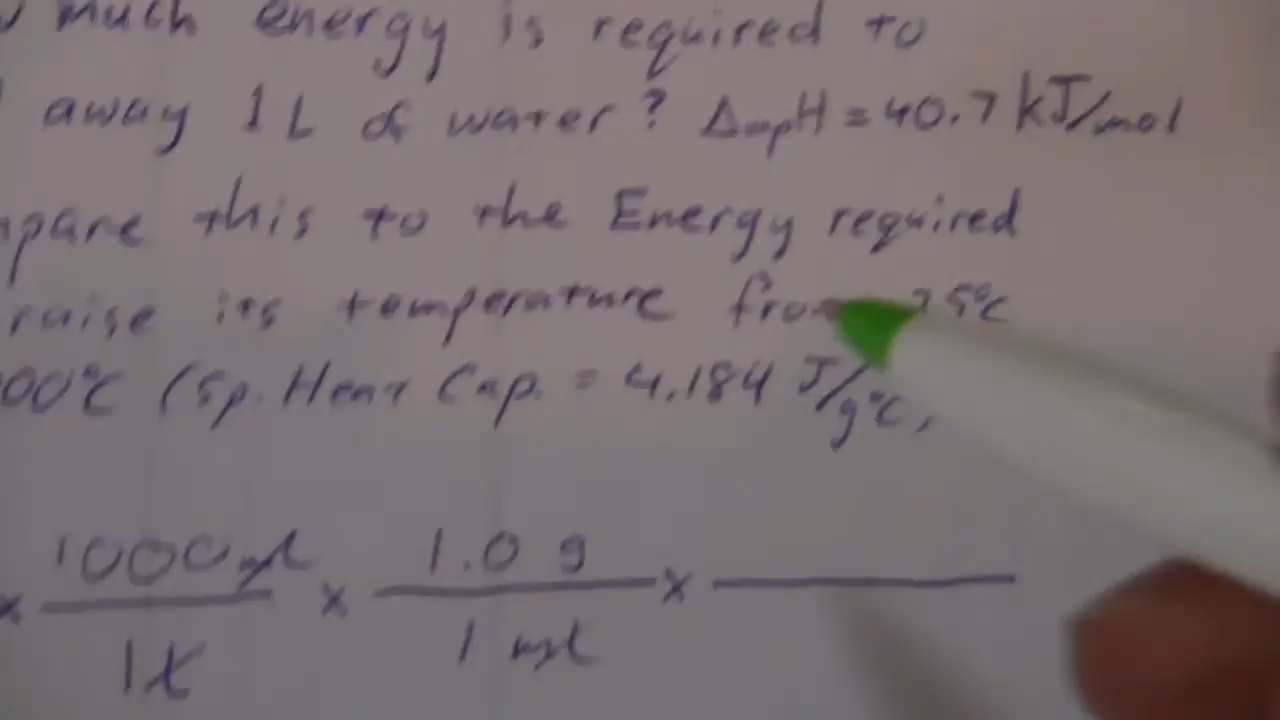 much energy is required to
away 1 L of water? ΔvapH = 40.7 kJ/mol
this to the Energy required
raise its temperature from 25°C
00°C (Sp. Heat Cap. = 4.184 J/g°C,
x 1000 mL / 1 L x 1.0 g / 1 mL x